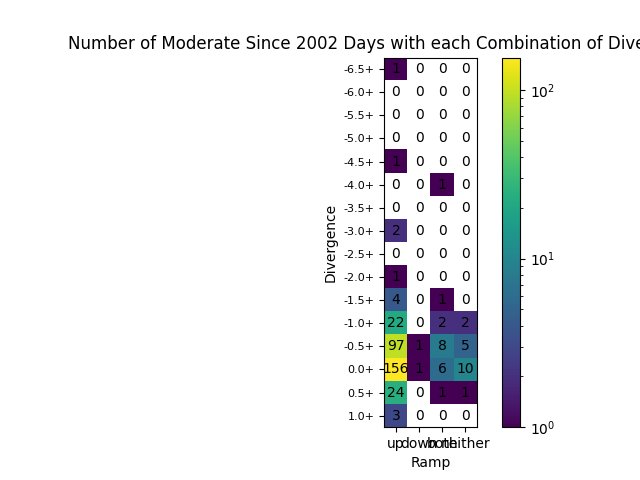 Number of Moderate Since 2002 Days with each Combination of Dive
-6.5+ 1 0 0 0
-6.0+ 0 0 0 0
-5.5+ 0 0 0 0
-5.0+ 0 0 0 0
-4.5+ 1 0 0 0
-4.0+ 0 0 1 0
-3.5+ 0 0 0 0
-3.0+ 2 0 0 0
-2.5+ 0 0 0 0
-2.0+ 1 0 0 0
-1.5+ 4 0 1 0
-1.0+ 22 0 2 2
-0.5+ 97 1 8 5
0.0+ 156 1 6 10
0.5+ 24 0 1 1
1.0+ 3 0 0 0
up down both neither
Ramp
Divergence
10²
10¹
10⁰